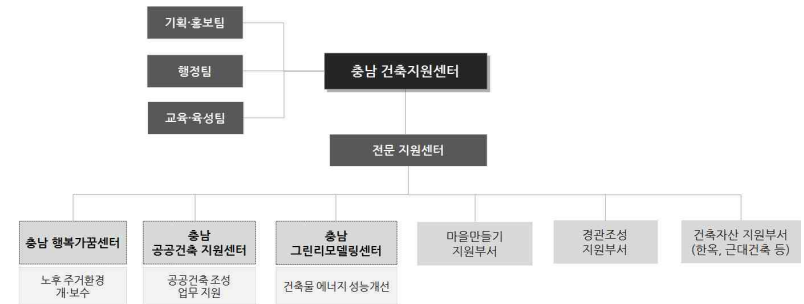 기획·홍보팀
행정팀
교육·육성팀
충남 건축지원센터
전문 지원센터
충남 행복가꿈센터
노후 주거환경
개·보수
충남
공공건축 지원센터
공공건축 조성
업무 지원
충남
그린리모델링센터
건축물 에너지 성능개선
마을만들기
지원부서
경관조성
지원부서
건축자산 지원부서
(한옥, 근대건축 등)